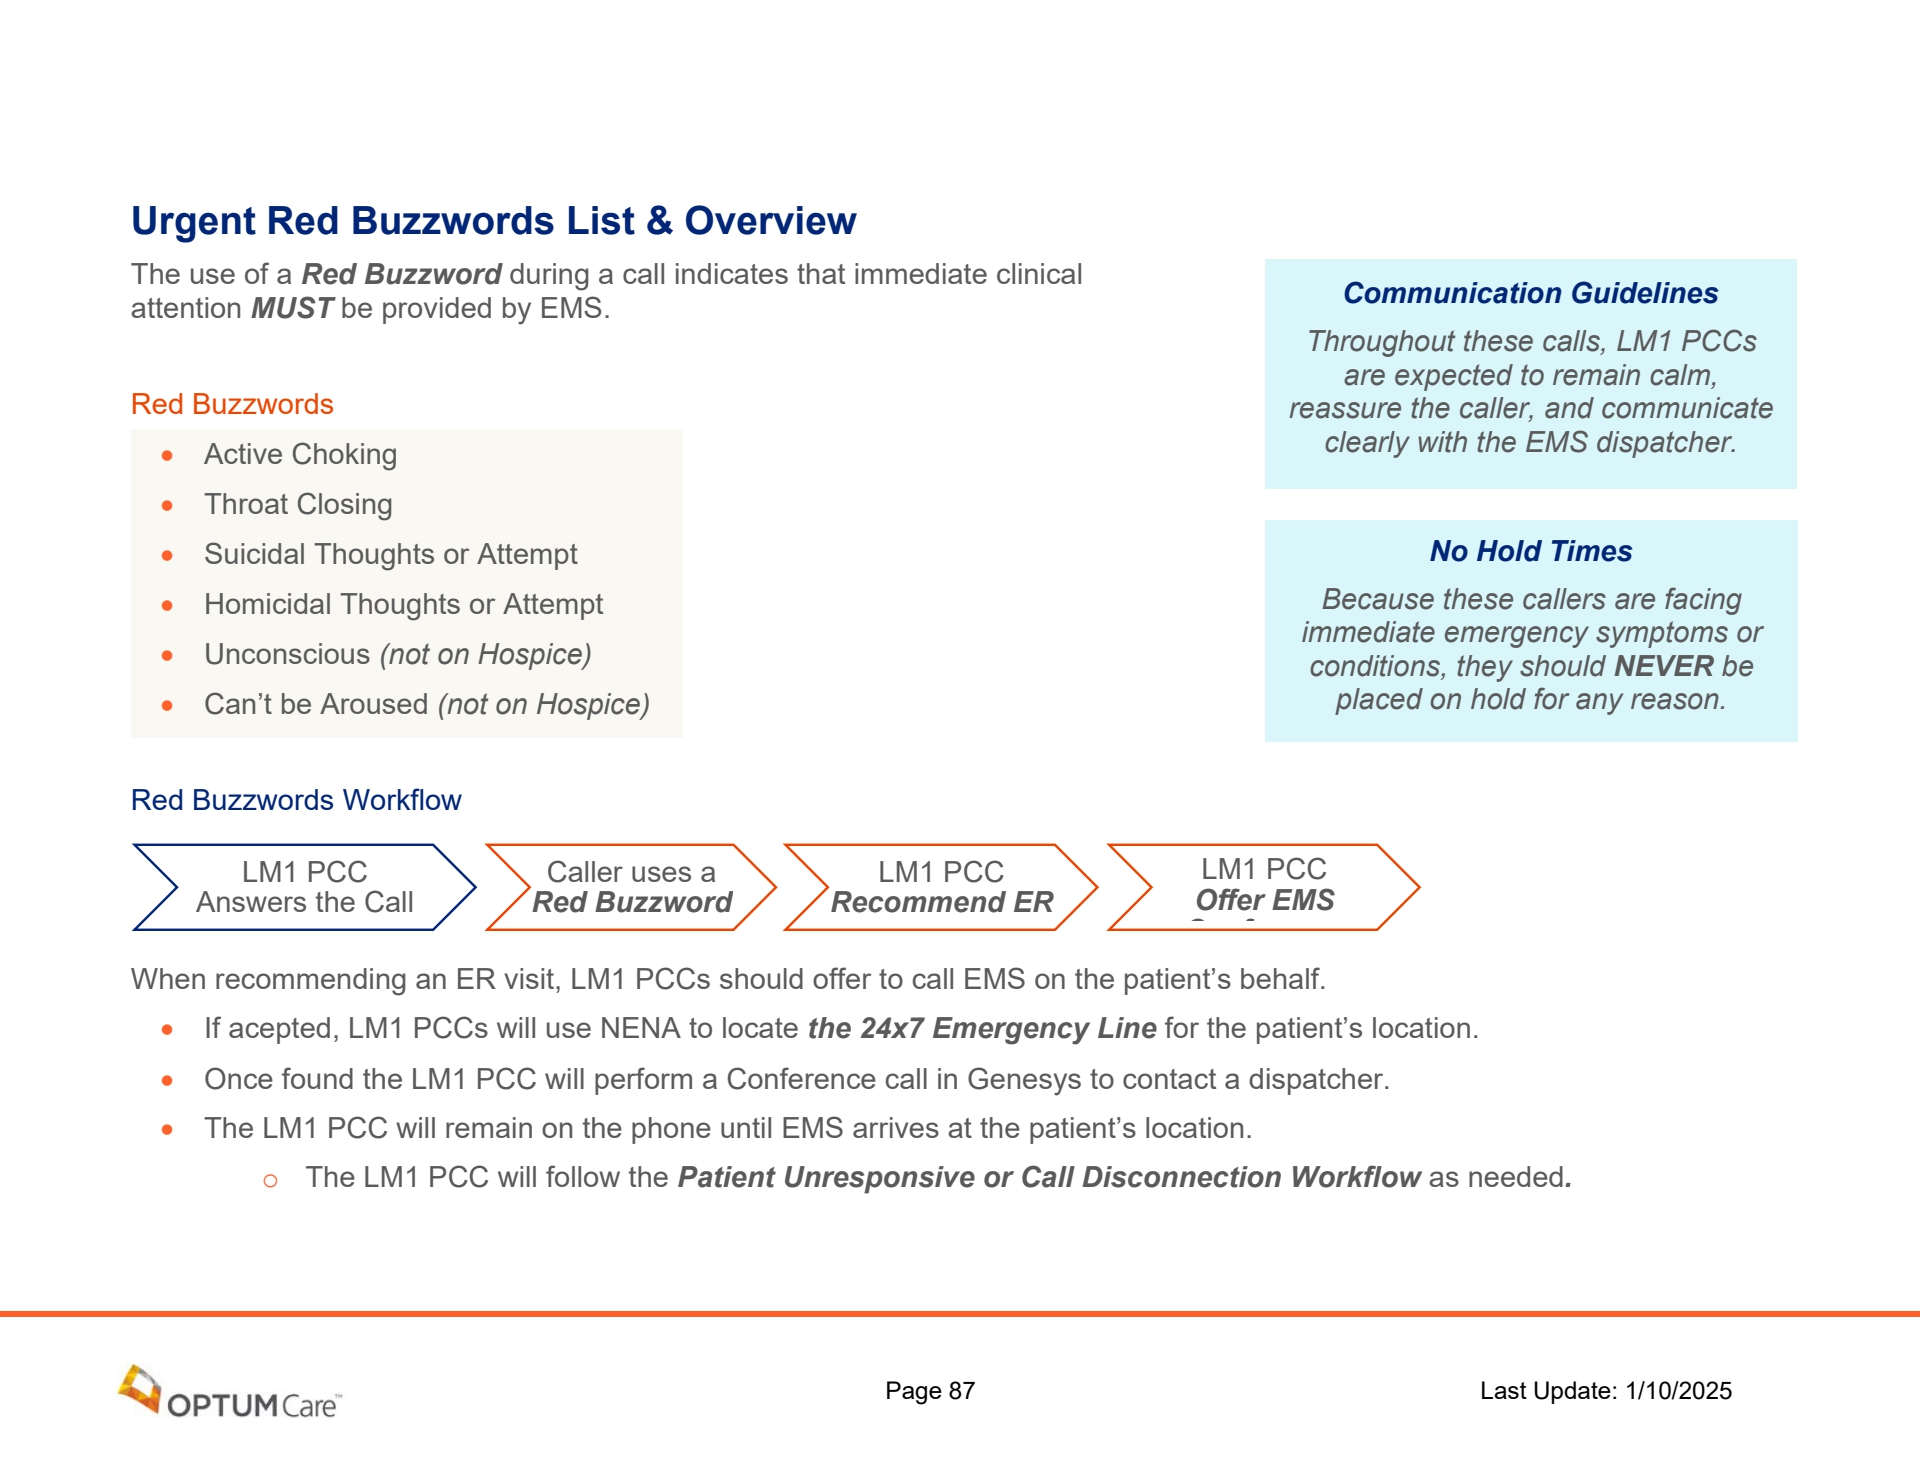 Urgent Red Buzzwords List & Overview
The use of a Red Buzzword during a call indicates that immediate clinical
attention MUST be provided by EMS.
Communication Guidelines
Throughout these calls, LM1 PCCs
are expected to remain calm,
reassure the caller, and communicate
clearly with the EMS dispatcher.
Red Buzzwords
• Active Choking
• Throat Closing
• Suicidal Thoughts or Attempt
• Homicidal Thoughts or Attempt
• Unconscious (not on Hospice)
• Can’t be Aroused (not on Hospice)
No Hold Times
Because these callers are facing
immediate emergency symptoms or
conditions, they should NEVER be
placed on hold for any reason.
Red Buzzwords Workflow
LM1 PCC
Answers the Call
Caller uses a
Red Buzzword
LM1 PCC
Recommend ER
LM1 PCC
Offer EMS
When recommending an ER visit, LM1 PCCs should offer to call EMS on the patient’s behalf.
• If acepted, LM1 PCCs will use NENA to locate the 24x7 Emergency Line for the patient’s location.
• Once found the LM1 PCC will perform a Conference call in Genesys to contact a dispatcher.
• The LM1 PCC will remain on the phone until EMS arrives at the patient’s location.
o The LM1 PCC will follow the Patient Unresponsive or Call Disconnection Workflow as needed.
OPTUM Care™
Page 87
Last Update: 1/10/2025